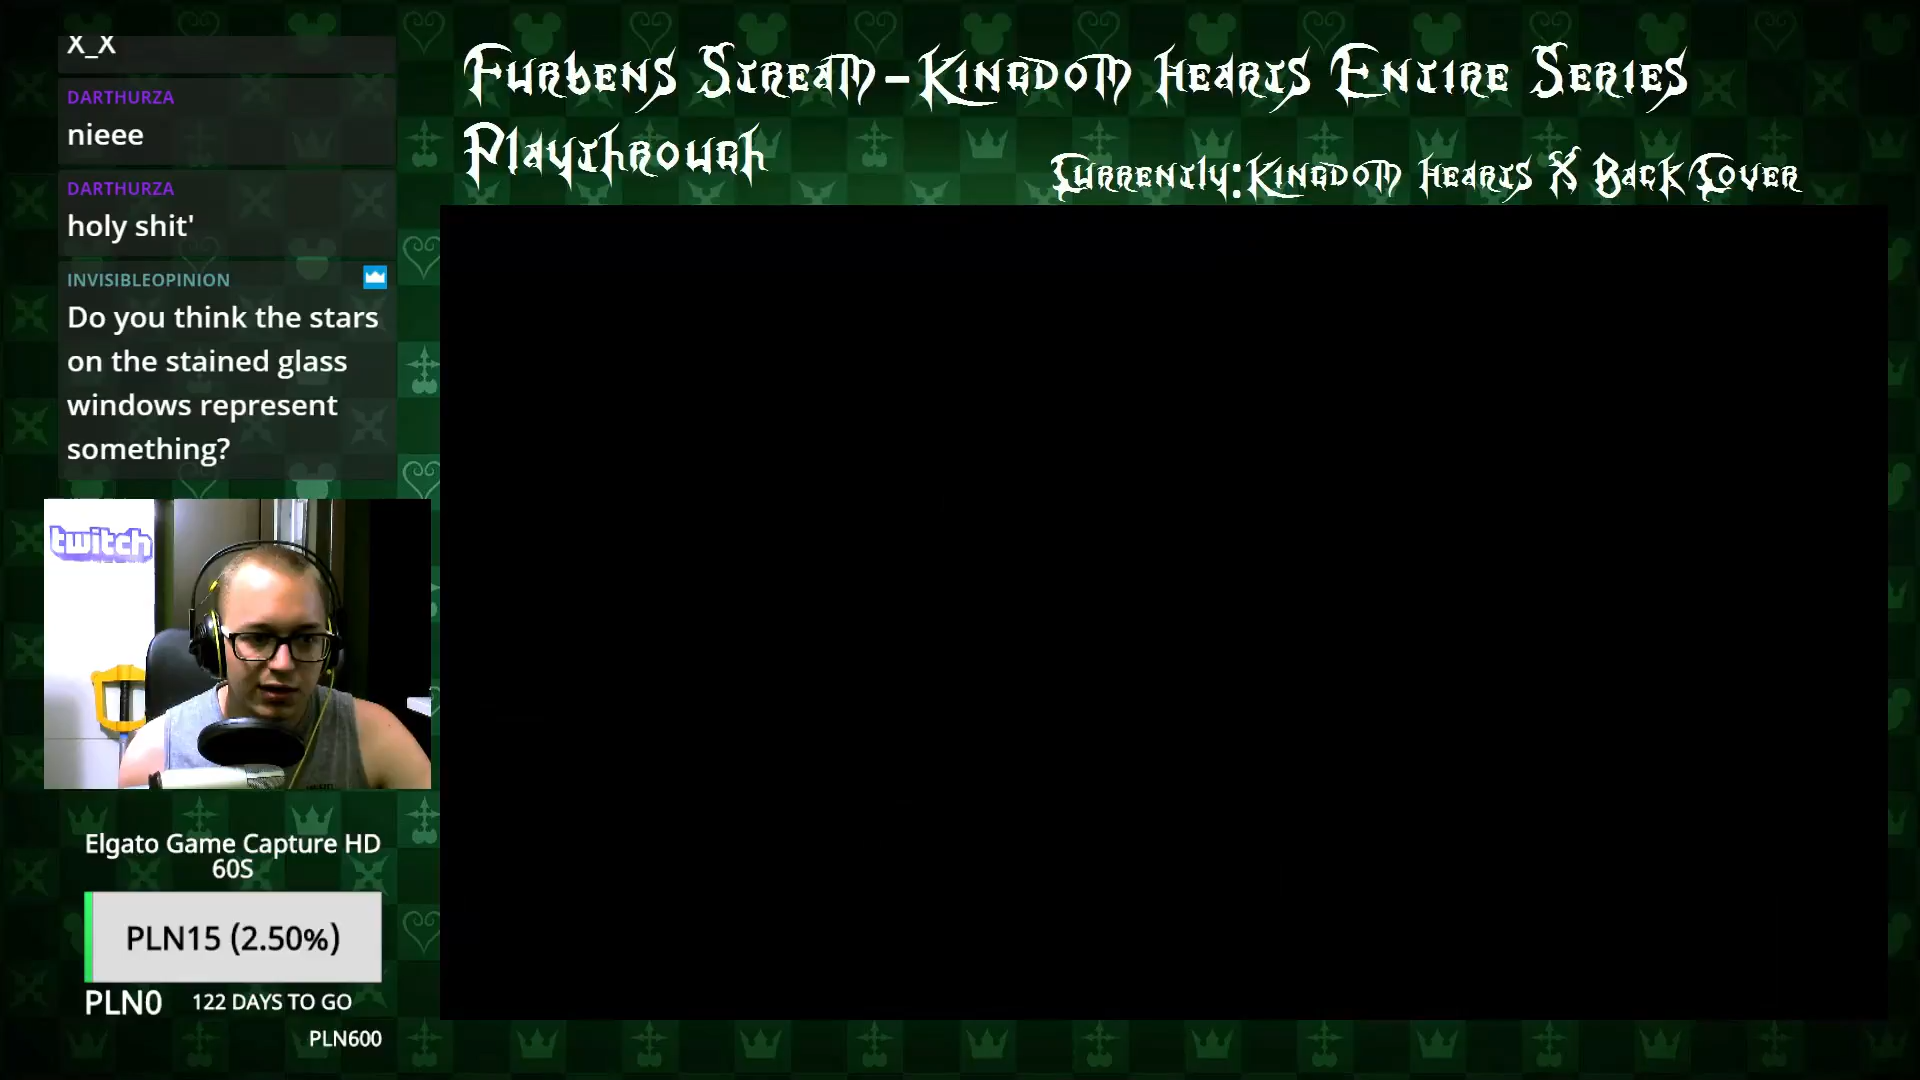 X_X
DARTHURZA
nieee
DARTHURZA
holy shit'
INVISIBLEOPINION
Do you think the stars
on the stained glass
windows represent
something?
Furbens Stream-Kingdom Hearts Entire Series
Playthrough
Currently:Kingdom Hearts X Back Cover
twitch
Elgato Game Capture HD
60S
PLN15 (2.50%)
PLN0 122 DAYS TO GO
PLN600